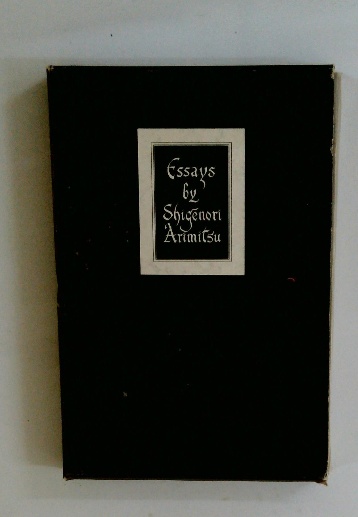 Essays
by
Shigenori
Arimitsu